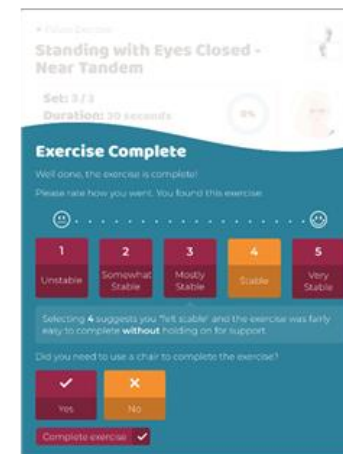 Standing with Eyes Closed -
Near Tandem
Set: 3 / 3
Duration: 30 seconds
0%
Exercise Complete
Well done, the exercise is complete!
Please rate how you went. You found this exercise:
1
Unstable
2
Somewhat
Stable
3
Mostly
Stable
4
Stable
5
Very
Stable
Selecting 4 suggests you "felt stable" and the exercise was fairly
easy to complete without holding on for support.
Did you need to use a chair to complete the exercise?
Yes
No
Complete exercise